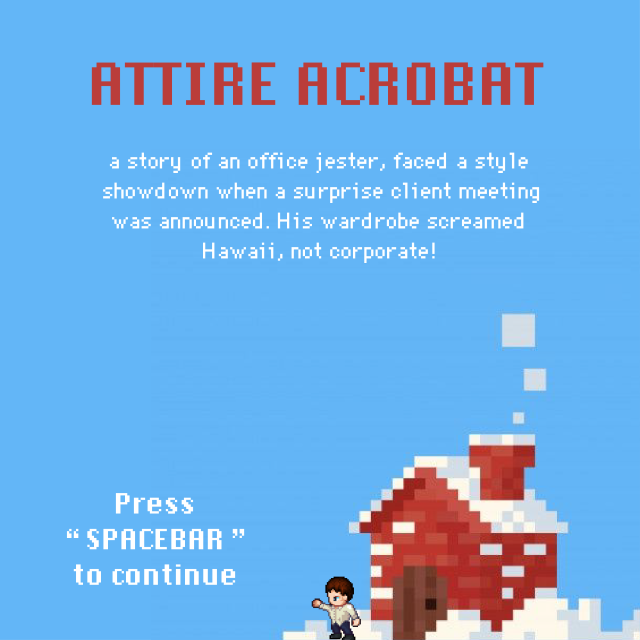 ATTIRE ACROBAT
a story of an office jester, faced a style
showdown when a surprise client meeting
was announced. His wardrobe screamed
Hawaii, not corporate!
Press
“ SPACEBAR ”
to continue